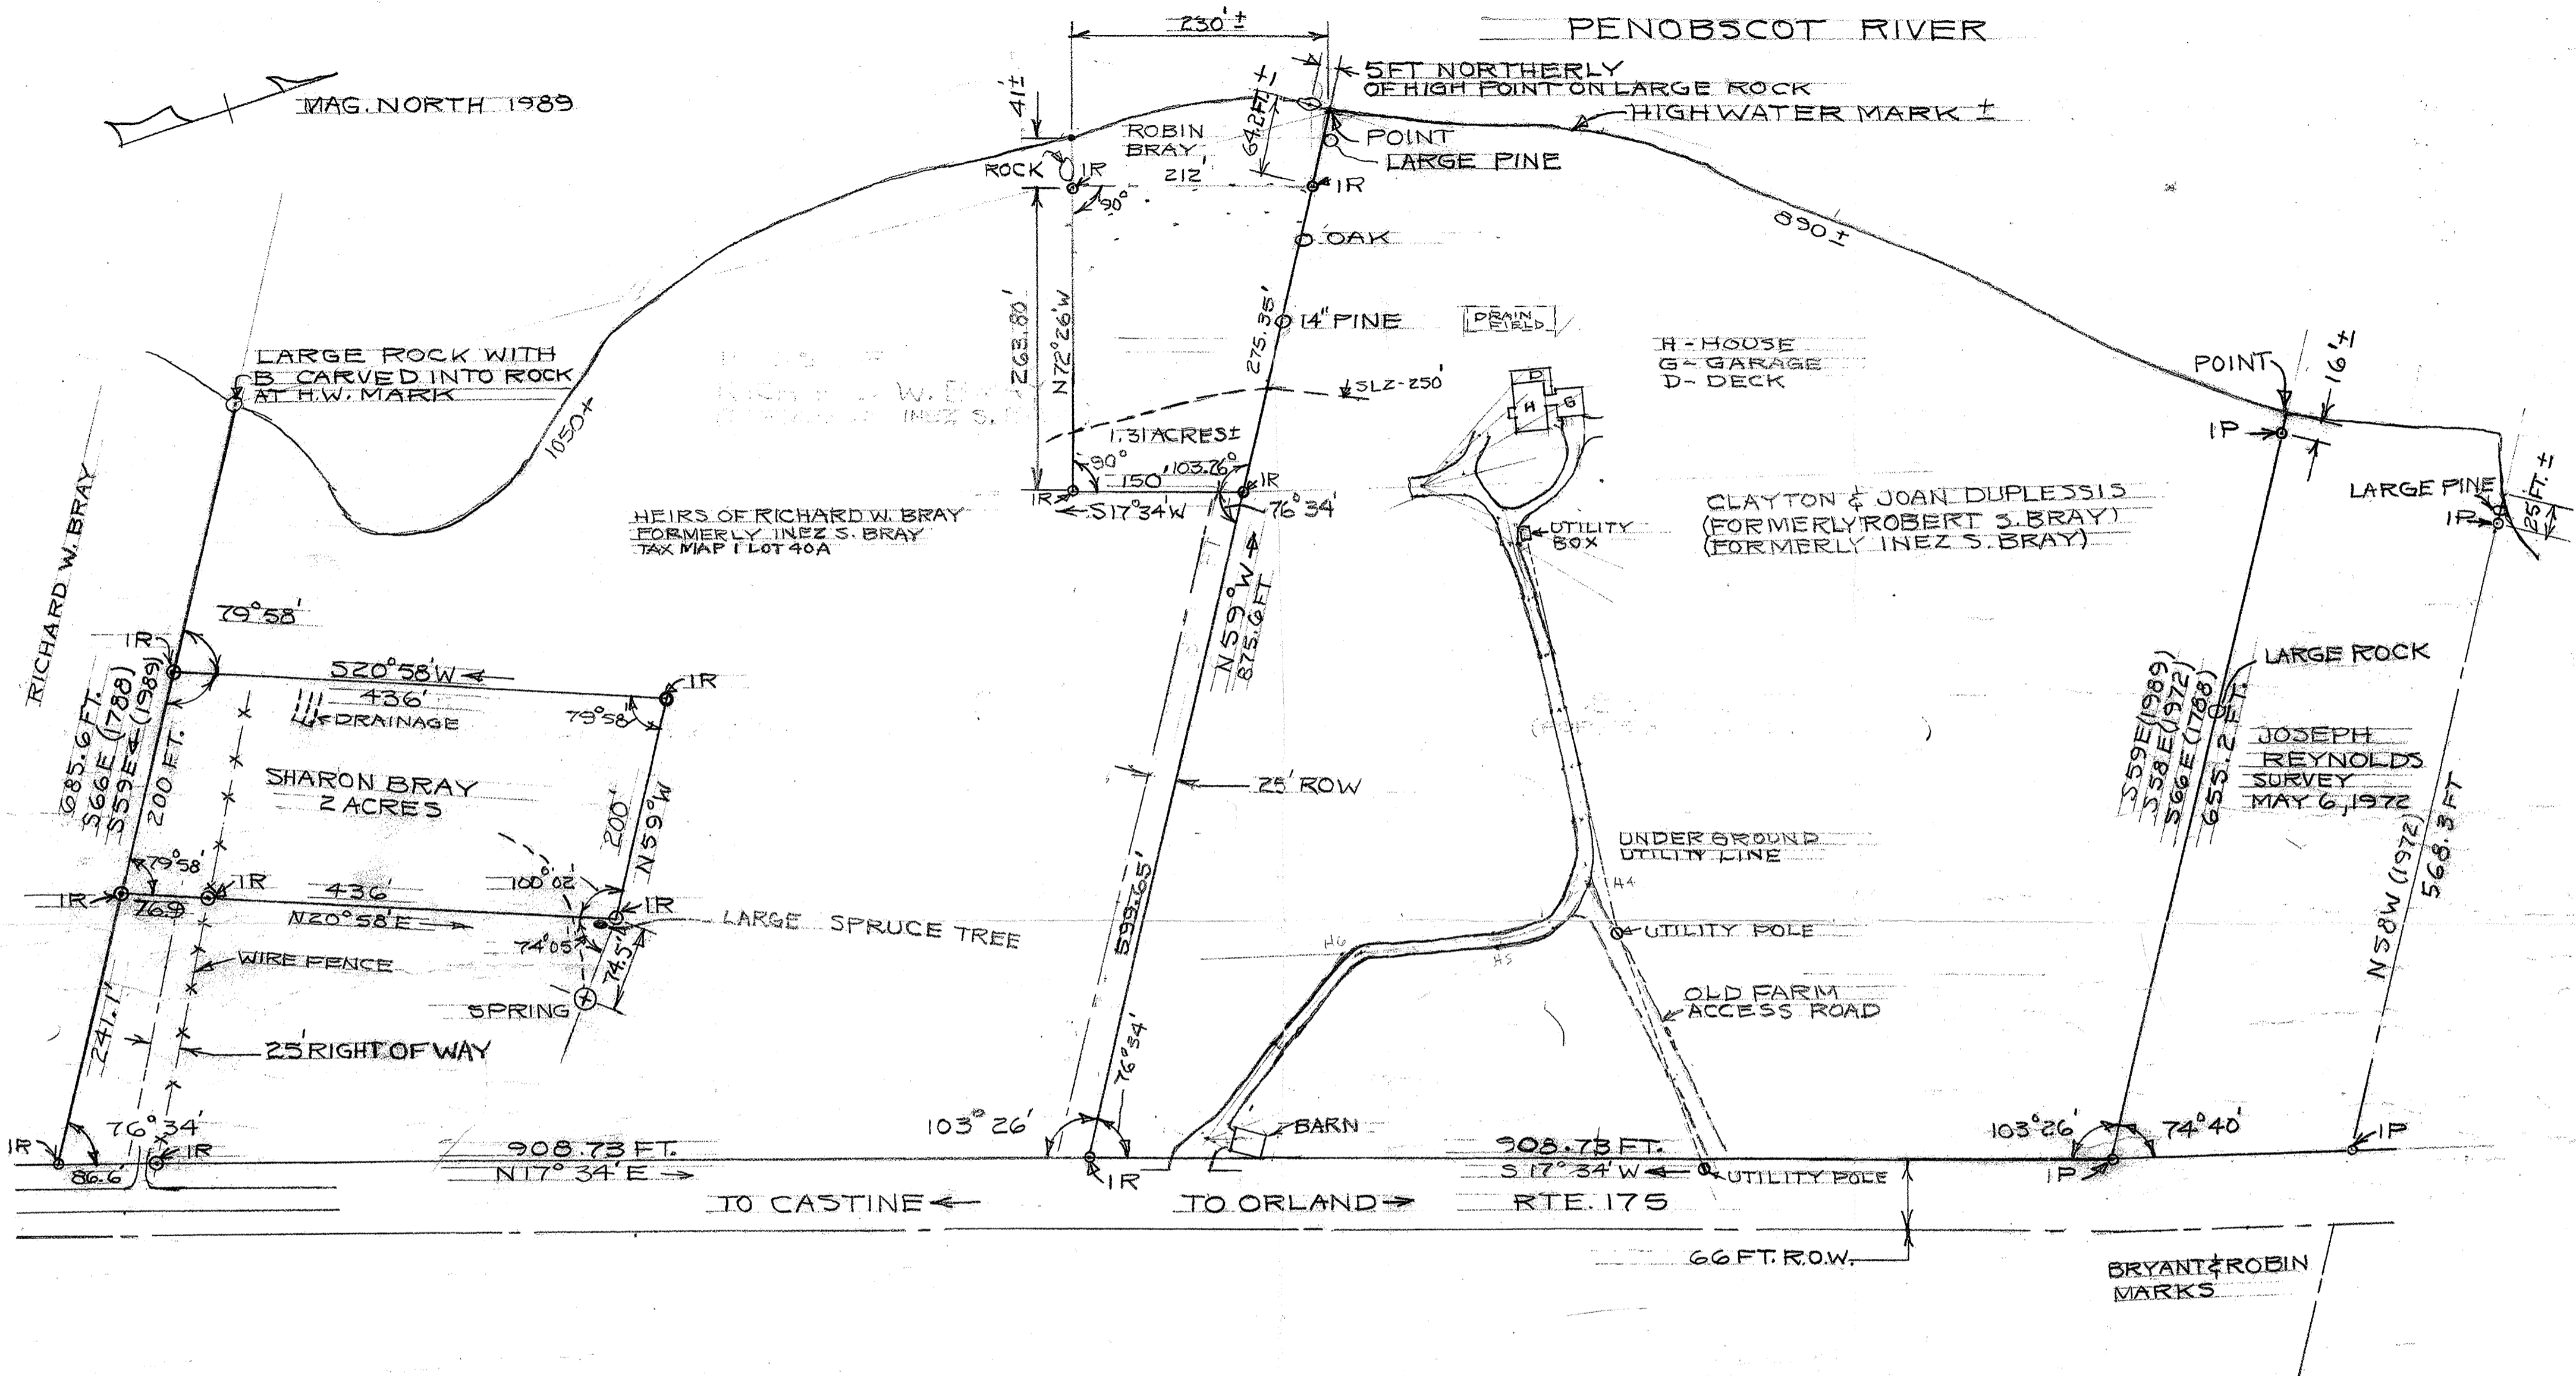 PENOBSCOT RIVER
230'±
MAG. NORTH 1989
41'±
5FT NORTHERLY
OF HIGH POINT ON LARGE ROCK
HIGHWATER MARK ±
64.2 FT. ±
POINT
LARGE PINE
ROBIN
BRAY
212'
ROCK
IR
IR
90°
OAK
890'±
263.80'
N72°26'W
275.35'
14" PINE
DRAIN
FIELD
H - HOUSE
G - GARAGE
D - DECK
D
H
G
SLZ-250'
LARGE ROCK WITH
B CARVED INTO ROCK
AT H.W. MARK
1050±
W.
INEZ S.
POINT
16'±
IP
1.31 ACRES±
90°
103.26°
150'
IR
IR
S17°34'W
76°34'
LARGE PINE
IP
25 FT. ±
HEIRS OF RICHARD W. BRAY
FORMERLY INEZ S. BRAY
TAX MAP 1 LOT 40A
CLAYTON & JOAN DUPLESSIS
(FORMERLY ROBERT S. BRAY)
(FORMERLY INEZ S. BRAY)
UTILITY
BOX
RICHARD W. BRAY
79°58'
IR
S20°58'W
436'
DRAINAGE
79°58'
IR
N59°W
875.6 FT
685.6 FT.
S66E (1788)
S59E (1989)
200 FT.
SHARON BRAY
2 ACRES
200'
N59°W
25' ROW
LARGE ROCK
S59E (1989)
S58E (1972)
S66E (1788)
655.2 FT.
JOSEPH
REYNOLDS
SURVEY
MAY 6, 1972
N58W (1972)
568.3 FT
UNDERGROUND
UTILITY LINE
H4
79°58'
IR
IR
76.9
436'
N20°58'E
100°02'
IR
74°05'
74.5'
LARGE SPRUCE TREE
599.65'
H6
H5
UTILITY POLE
WIRE FENCE
SPRING
OLD FARM
ACCESS ROAD
241.1'
25' RIGHT OF WAY
76°34'
IR
IR
86.6'
908.73 FT.
N17°34'E
103°26'
76°34'
IR
BARN
908.73 FT.
S17°34'W
UTILITY POLE
103°26'
74°40'
IP
IP
TO CASTINE
TO ORLAND
RTE. 175
66 FT. R.O.W.
BRYANT & ROBIN
MARKS